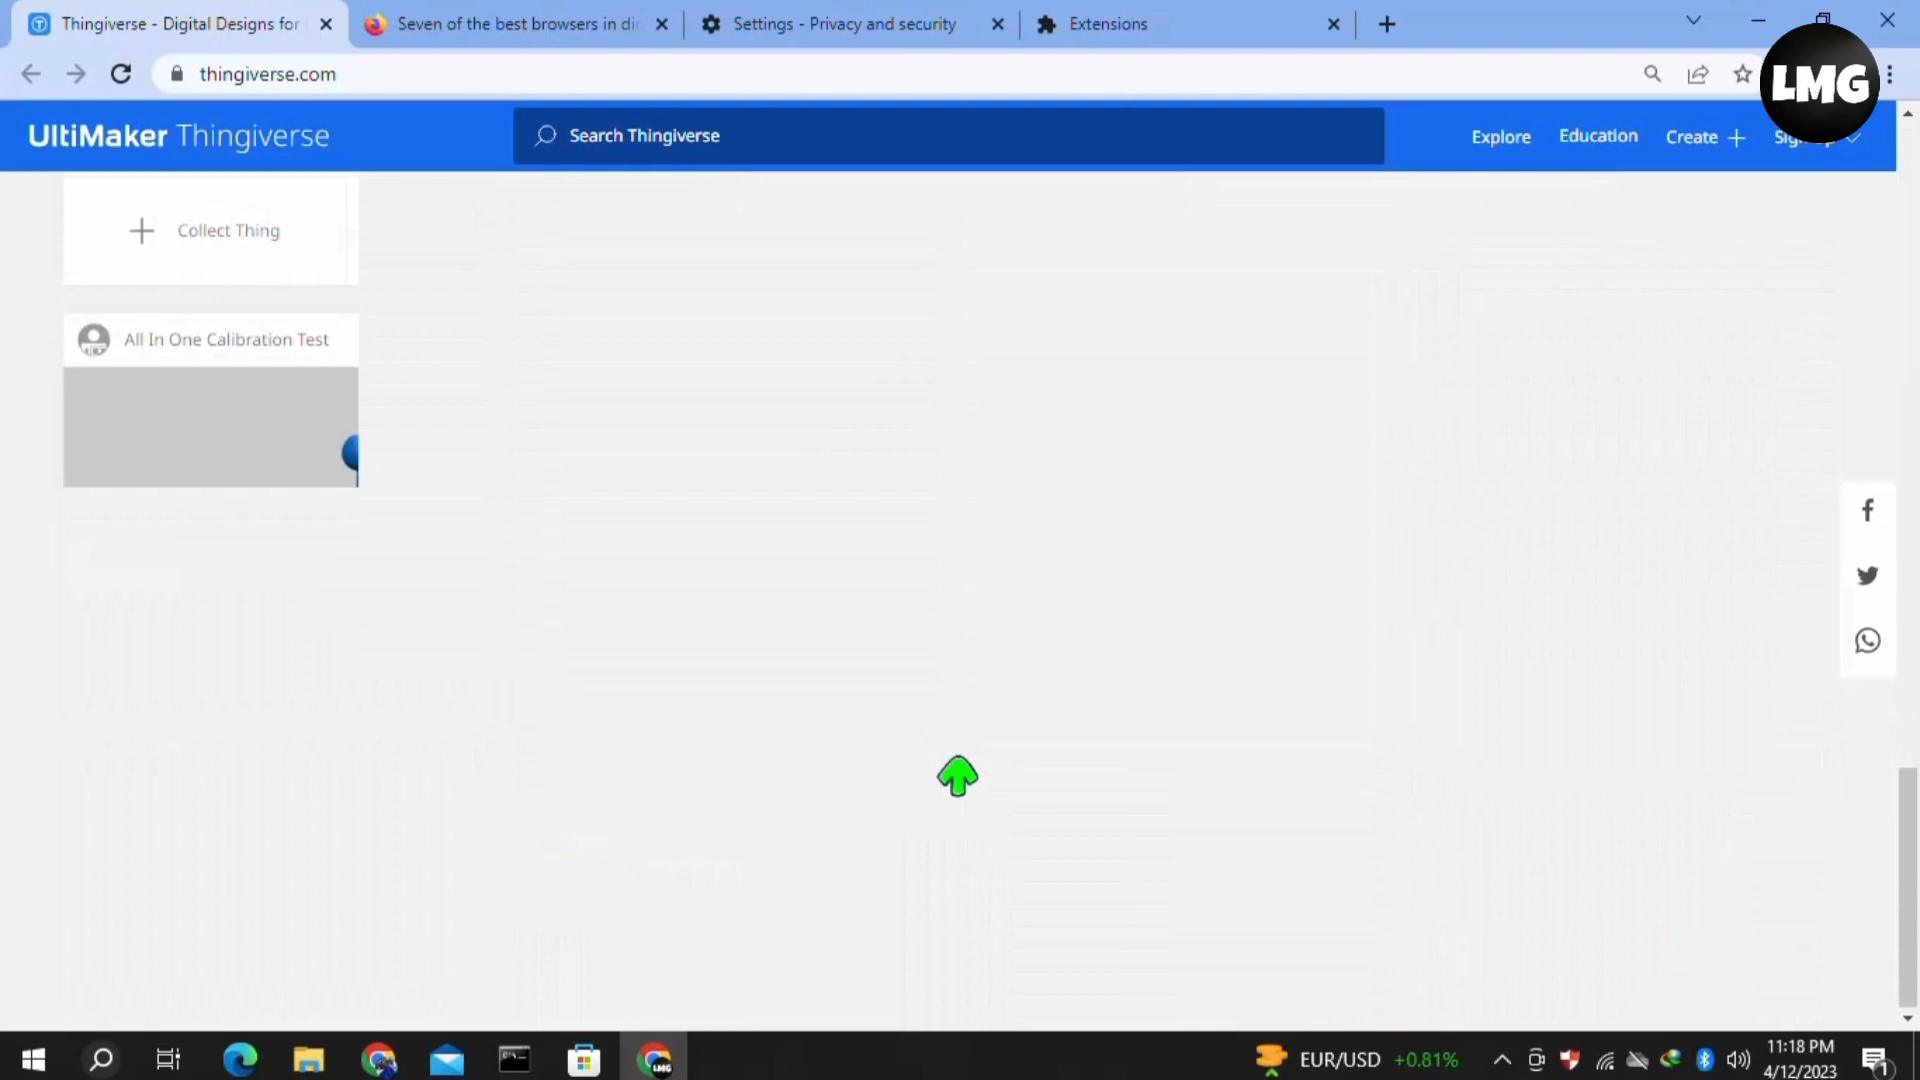 Thingiverse - Digital Designs for
Seven of the best browsers in di
Settings - Privacy and security
Extensions
thingiverse.com
LMG
UltiMaker Thingiverse
Search Thingiverse
Explore
Education
Create
Collect Thing
All In One Calibration Test
EUR/USD +0.81%
11:18 PM
4/12/2023
1
LMG